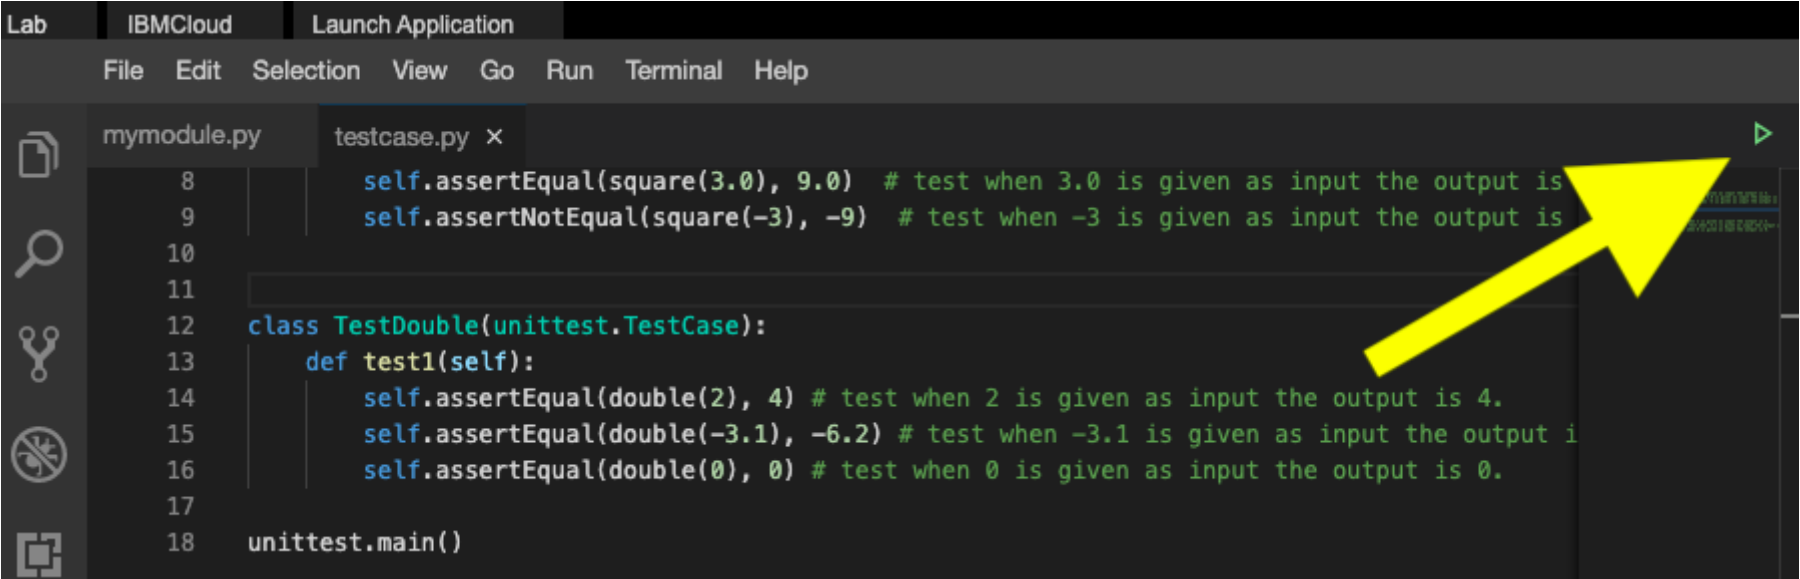 Lab IBMCloud Launch Application
File Edit Selection View Go Run Terminal Help
mymodule.py testcase.py ×
8 self.assertEqual(square(3.0), 9.0) # test when 3.0 is given as input the output is
9 self.assertNotEqual(square(-3), -9) # test when -3 is given as input the output is
10
11
12 class TestDouble(unittest.TestCase):
13 def test1(self):
14 self.assertEqual(double(2), 4) # test when 2 is given as input the output is 4.
15 self.assertEqual(double(-3.1), -6.2) # test when -3.1 is given as input the output i
16 self.assertEqual(double(0), 0) # test when 0 is given as input the output is 0.
17
18 unittest.main()